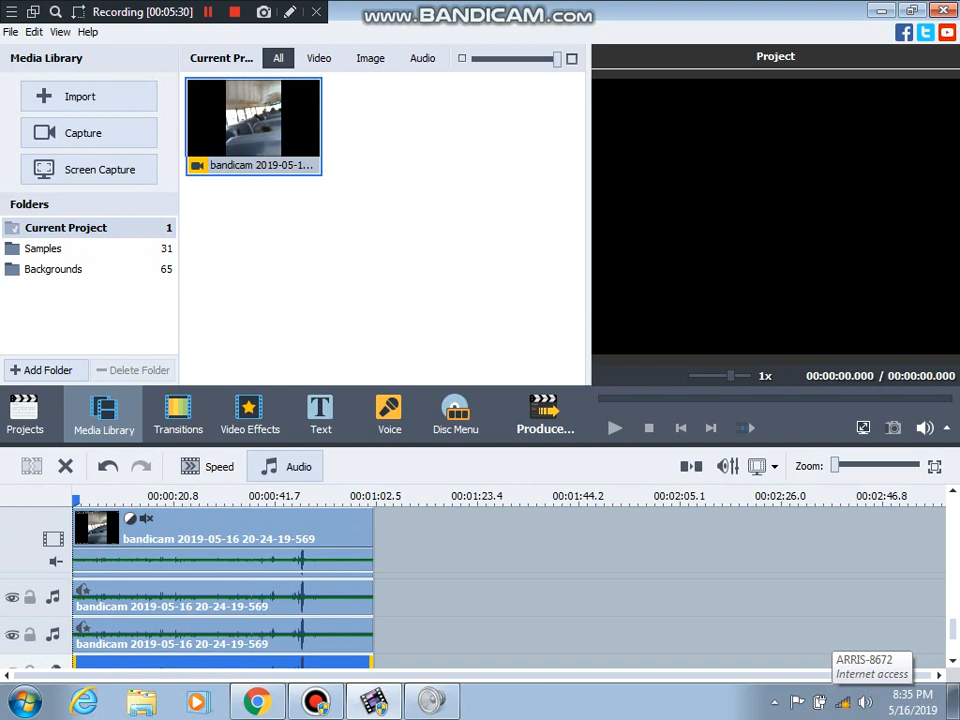 Recording [00:05:30]
www.BANDICAM.com
File Edit View Help
Media Library
Current Pr... All Video Image Audio
Project
Import
Capture
Screen Capture
bandicam 2019-05-1...
Folders
Current Project 1
Samples 31
Backgrounds 65
Add Folder Delete Folder
1x 00:00:00.000 / 00:00:00.000
Projects Media Library Transitions Video Effects Text Voice Disc Menu Produce...
Speed Audio Zoom:
00:00:20.8 00:00:41.7 00:01:02.5 00:01:23.4 00:01:44.2 00:02:05.1 00:02:26.0 00:02:46.8
bandicam 2019-05-16 20-24-19-569
bandicam 2019-05-16 20-24-19-569
bandicam 2019-05-16 20-24-19-569
ARRIS-8672
Internet access
8:35 PM
5/16/2019